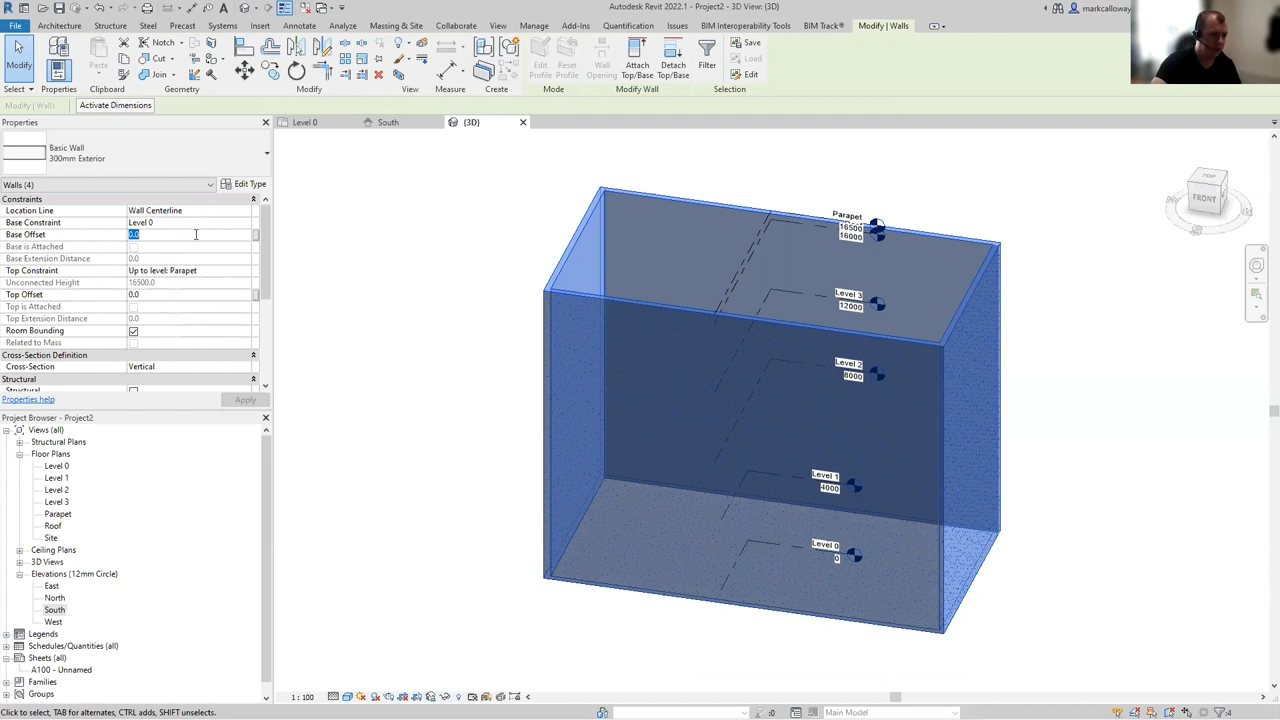 Autodesk Revit 2022.1 - Project2 - 3D View: {3D}
markcalloway
File Architecture Structure Steel Precast Systems Insert Annotate Analyze Massing & Site Collaborate View Manage Add-Ins Quantification Issues BIM Interoperability Tools BIM Track® Modify | Walls
Modify
Select
Properties
Paste
Clipboard
Notch
Cut
Join
Geometry
Modify
View
Measure
Create
Edit Profile
Reset Profile
Mode
Wall Opening
Attach Top/Base
Detach Top/Base
Modify Wall
Filter
Save
Load
Edit
Selection
Modify | Walls
Activate Dimensions
Properties
Level 0
South
{3D}
Basic Wall
300mm Exterior
Walls (4)
Edit Type
Constraints
Location Line Wall Centerline
Base Constraint Level 0
Base Offset 0.0
Base is Attached
Base Extension Distance 0.0
Top Constraint Up to level: Parapet
Unconnected Height 16500.0
Top Offset 0.0
Top is Attached
Top Extension Distance 0.0
Room Bounding
Related to Mass
Cross-Section Definition
Cross-Section Vertical
Structural
Properties help
Apply
Project Browser - Project2
Views (all)
Structural Plans
Floor Plans
Level 0
Level 1
Level 2
Level 3
Parapet
Roof
Site
Ceiling Plans
3D Views
Elevations (12mm Circle)
East
North
South
West
Legends
Schedules/Quantities (all)
Sheets (all)
A100 - Unnamed
Families
Groups
Parapet
16500
16000
Level 3
12000
Level 2
8000
Level 1
4000
Level 0
0
TOP
FRONT
1 : 100
Click to select, TAB for alternates, CTRL adds, SHIFT unselects.
:0
Main Model
:4